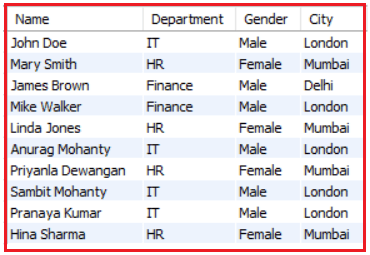 Name Department Gender City
John Doe IT Male London
Mary Smith HR Female Mumbai
James Brown Finance Male Delhi
Mike Walker Finance Male London
Linda Jones HR Female Mumbai
Anurag Mohanty IT Male London
Priyanla Dewangan HR Female Mumbai
Sambit Mohanty IT Male London
Pranaya Kumar IT Male London
Hina Sharma HR Female Mumbai